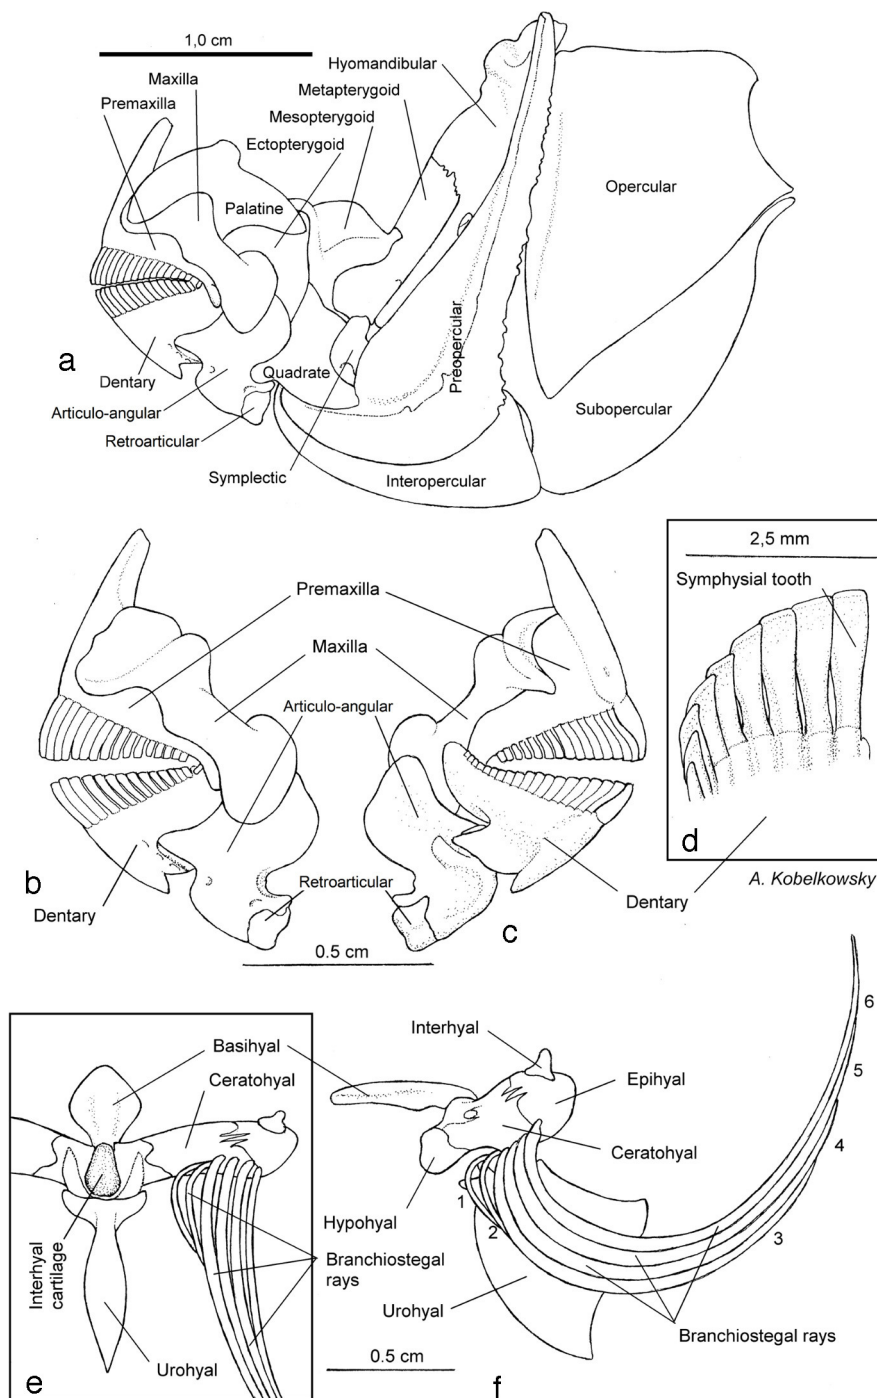 1,0 cm
Maxilla
Premaxilla
Hyomandibular
Metapterygoid
Mesopterygoid
Ectopterygoid
Palatine
Opercular
Preopercular
a
Dentary
Quadrate
Articulo-angular
Retroarticular
Symplectic
Interopercular
Subopercular
Premaxilla
Maxilla
Articulo-angular
Retroarticular
b
Dentary
c
Dentary
0.5 cm
2,5 mm
Symphysial tooth
d
A. Kobelkowsky
Basihyal
Ceratohyal
Interhyal
cartilage
Branchiostegal
rays
Urohyal
e
Interhyal
Epihyal
Ceratohyal
Hypohyal
1
2
3
4
5
6
Urohyal
Branchiostegal rays
0.5 cm
f